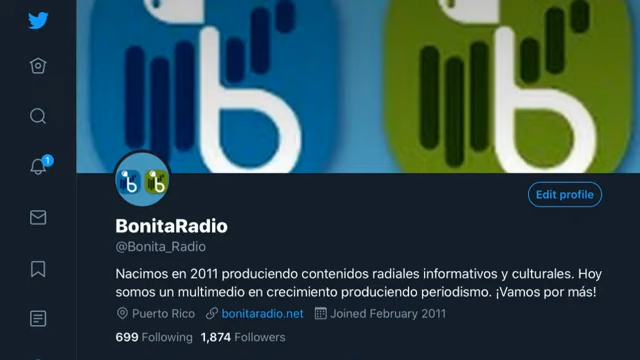 1
Edit profile
BonitaRadio
@Bonita_Radio
Nacimos en 2011 produciendo contenidos radiales informativos y culturales. Hoy
somos un multimedio en crecimiento produciendo periodismo. ¡Vamos por más!
Puerto Rico bonitaradio.net Joined February 2011
699 Following 1,874 Followers